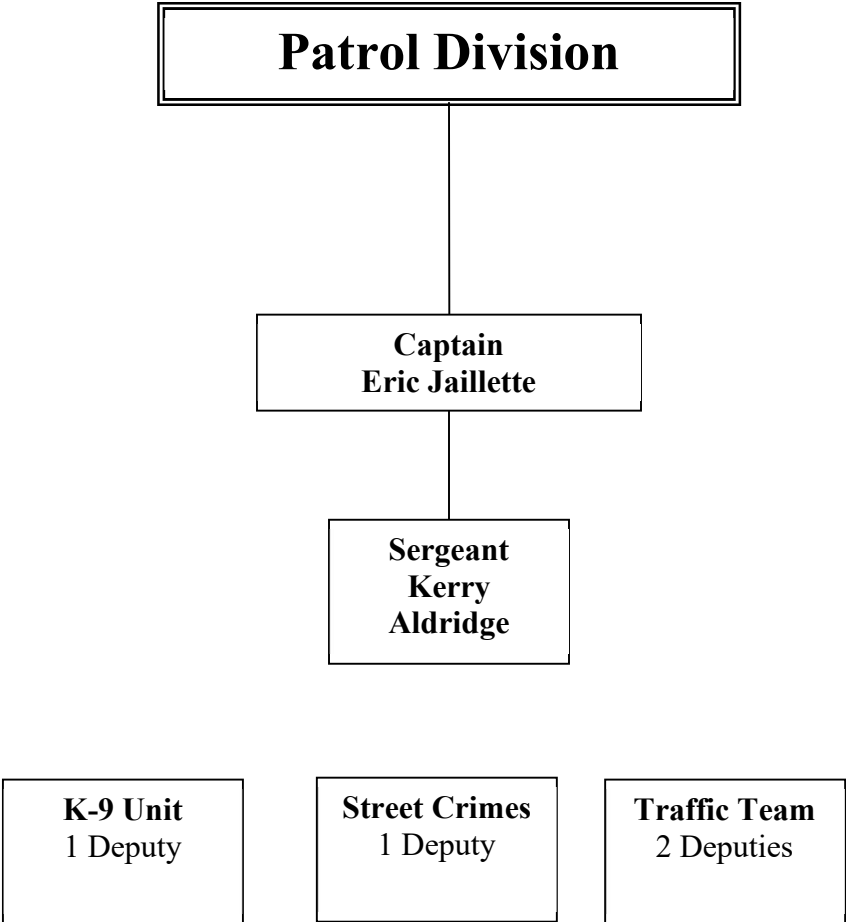 Patrol Division
Captain
Eric Jaillette
Sergeant
Kerry
Aldridge
K-9 Unit
1 Deputy
Street Crimes
1 Deputy
Traffic Team
2 Deputies